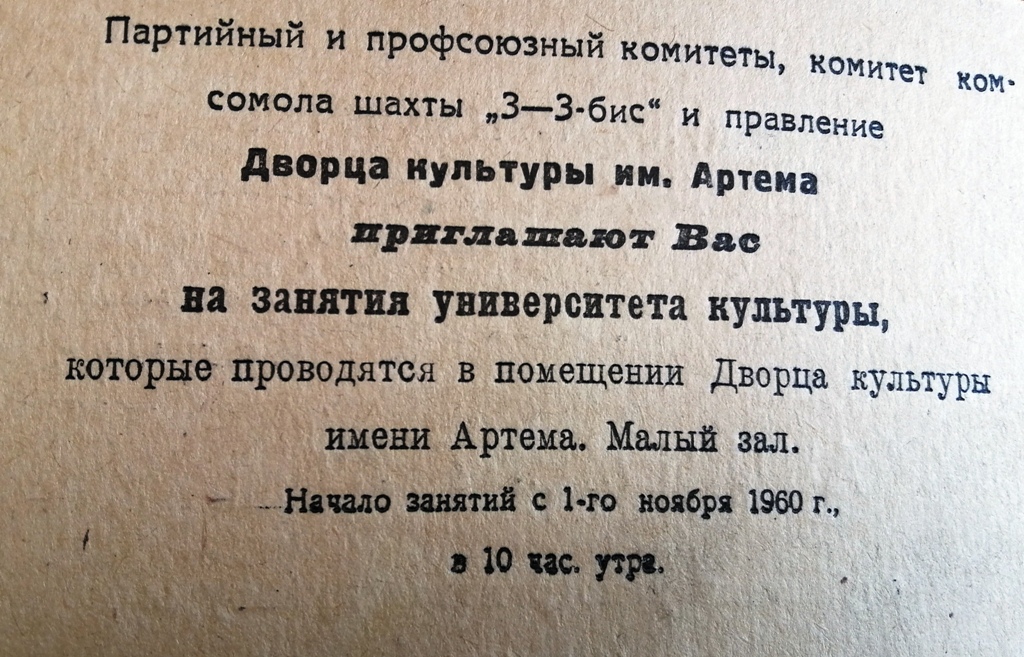 Партийный и профсоюзный комитеты, комитет ком-
сомола шахты „3—3-бис“ и правление
Дворца культуры им. Артема
приглашают Вас
на занятия университета культуры,
которые проводятся в помещении Дворца культуры
имени Артема. Малый зал.
Начало занятий с 1-го ноября 1960 г.,
в 10 час. утра.